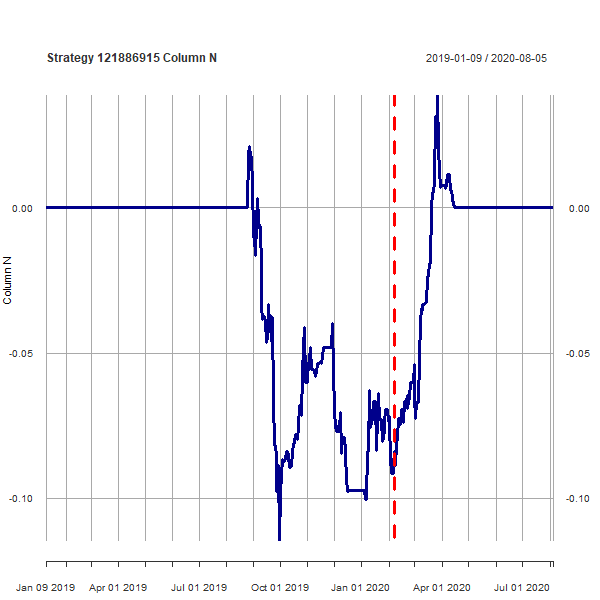 Strategy 121886915 Column N
2019-01-09 / 2020-08-05
Column N
0.00
0.00
-0.05
-0.05
-0.10
-0.10
Jan 09 2019
Apr 01 2019
Jul 01 2019
Oct 01 2019
Jan 01 2020
Apr 01 2020
Jul 01 2020